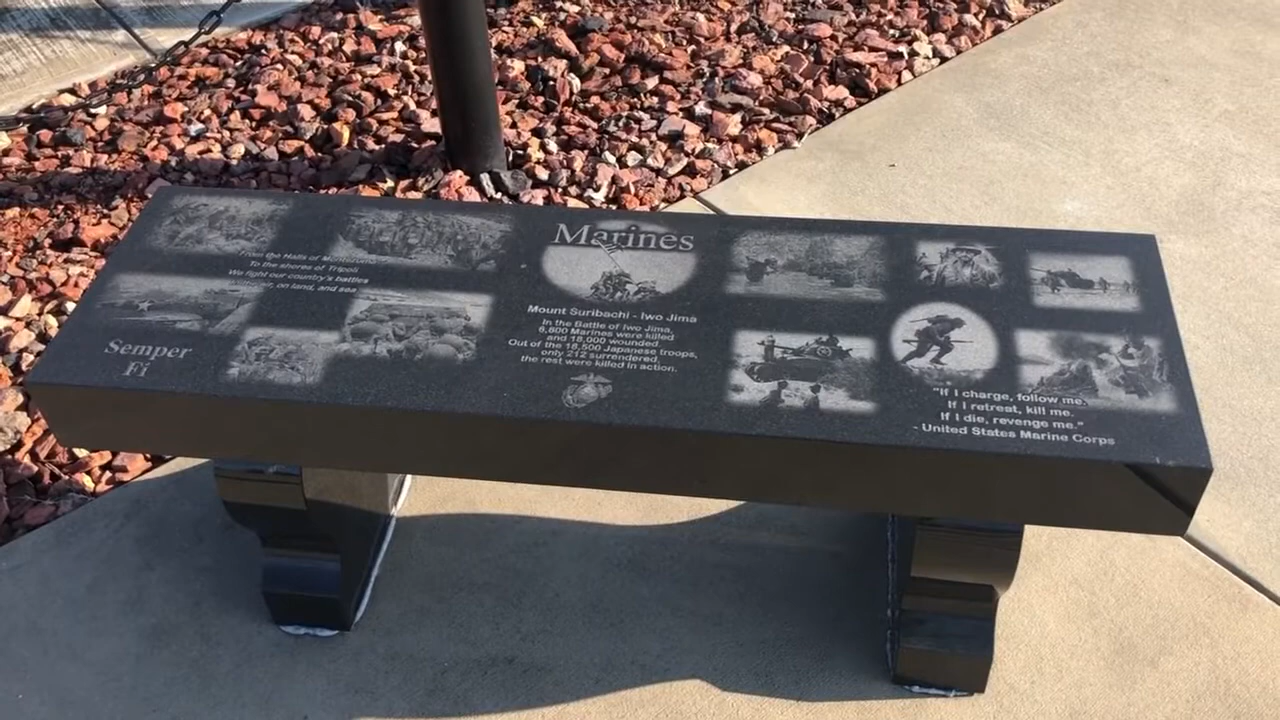 From the Halls of Montezuma
To the shores of Tripoli
We fight our country's battles
air, on land, and sea
Semper
Fi
Marines
Mount Suribachi - Iwo Jima
In the Battle of Iwo Jima,
6,800 Marines were killed
and 18,000 wounded.
Out of the 18,500 Japanese troops,
only 212 surrendered,
the rest were killed in action.
"If I charge, follow me.
If I retreat, kill me.
If I die, revenge me."
- United States Marine Corps